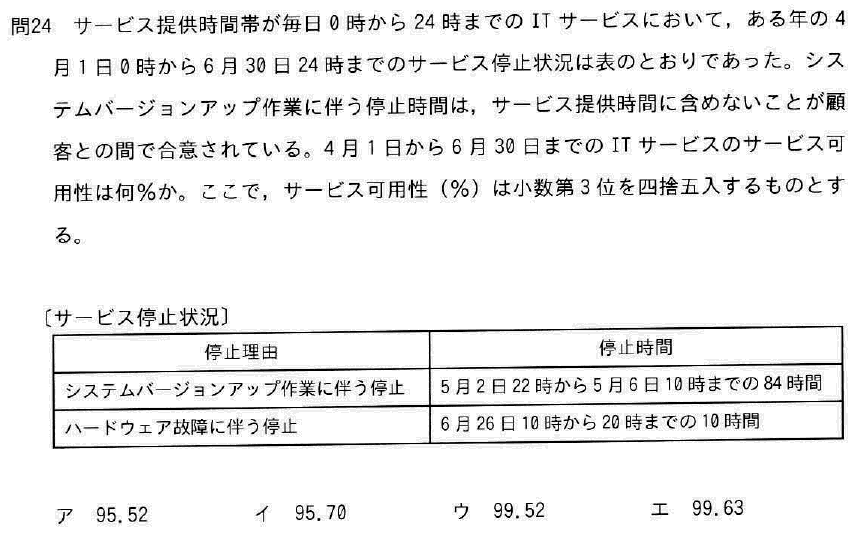 問24 サービス提供時間帯が毎日0時から24時までのITサービスにおいて，ある年の4
月1日0時から6月30日24時までのサービス停止状況は表のとおりであった。シス
テムバージョンアップ作業に伴う停止時間は，サービス提供時間に含めないことが顧
客との間で合意されている。4月1日から6月30日までのITサービスのサービス可
用性は何％か。ここで，サービス可用性（％）は小数第3位を四捨五入するものとす
る。
〔サービス停止状況〕
停止理由 停止時間
システムバージョンアップ作業に伴う停止 5月2日22時から5月6日10時までの84時間
ハードウェア故障に伴う停止 6月26日10時から20時までの10時間
ア 95.52 イ 95.70 ウ 99.52 エ 99.63